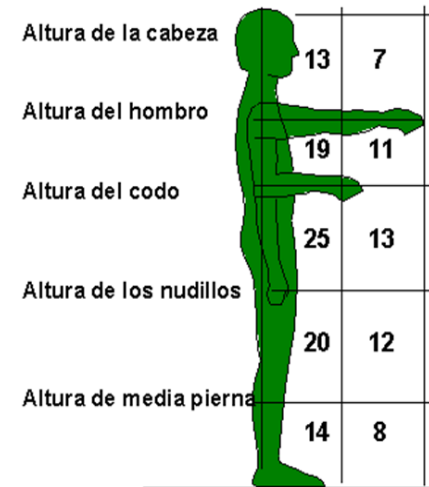 Altura de la cabeza
13 7
Altura del hombro
19 11
Altura del codo
25 13
Altura de los nudillos
20 12
Altura de media pierna
14 8